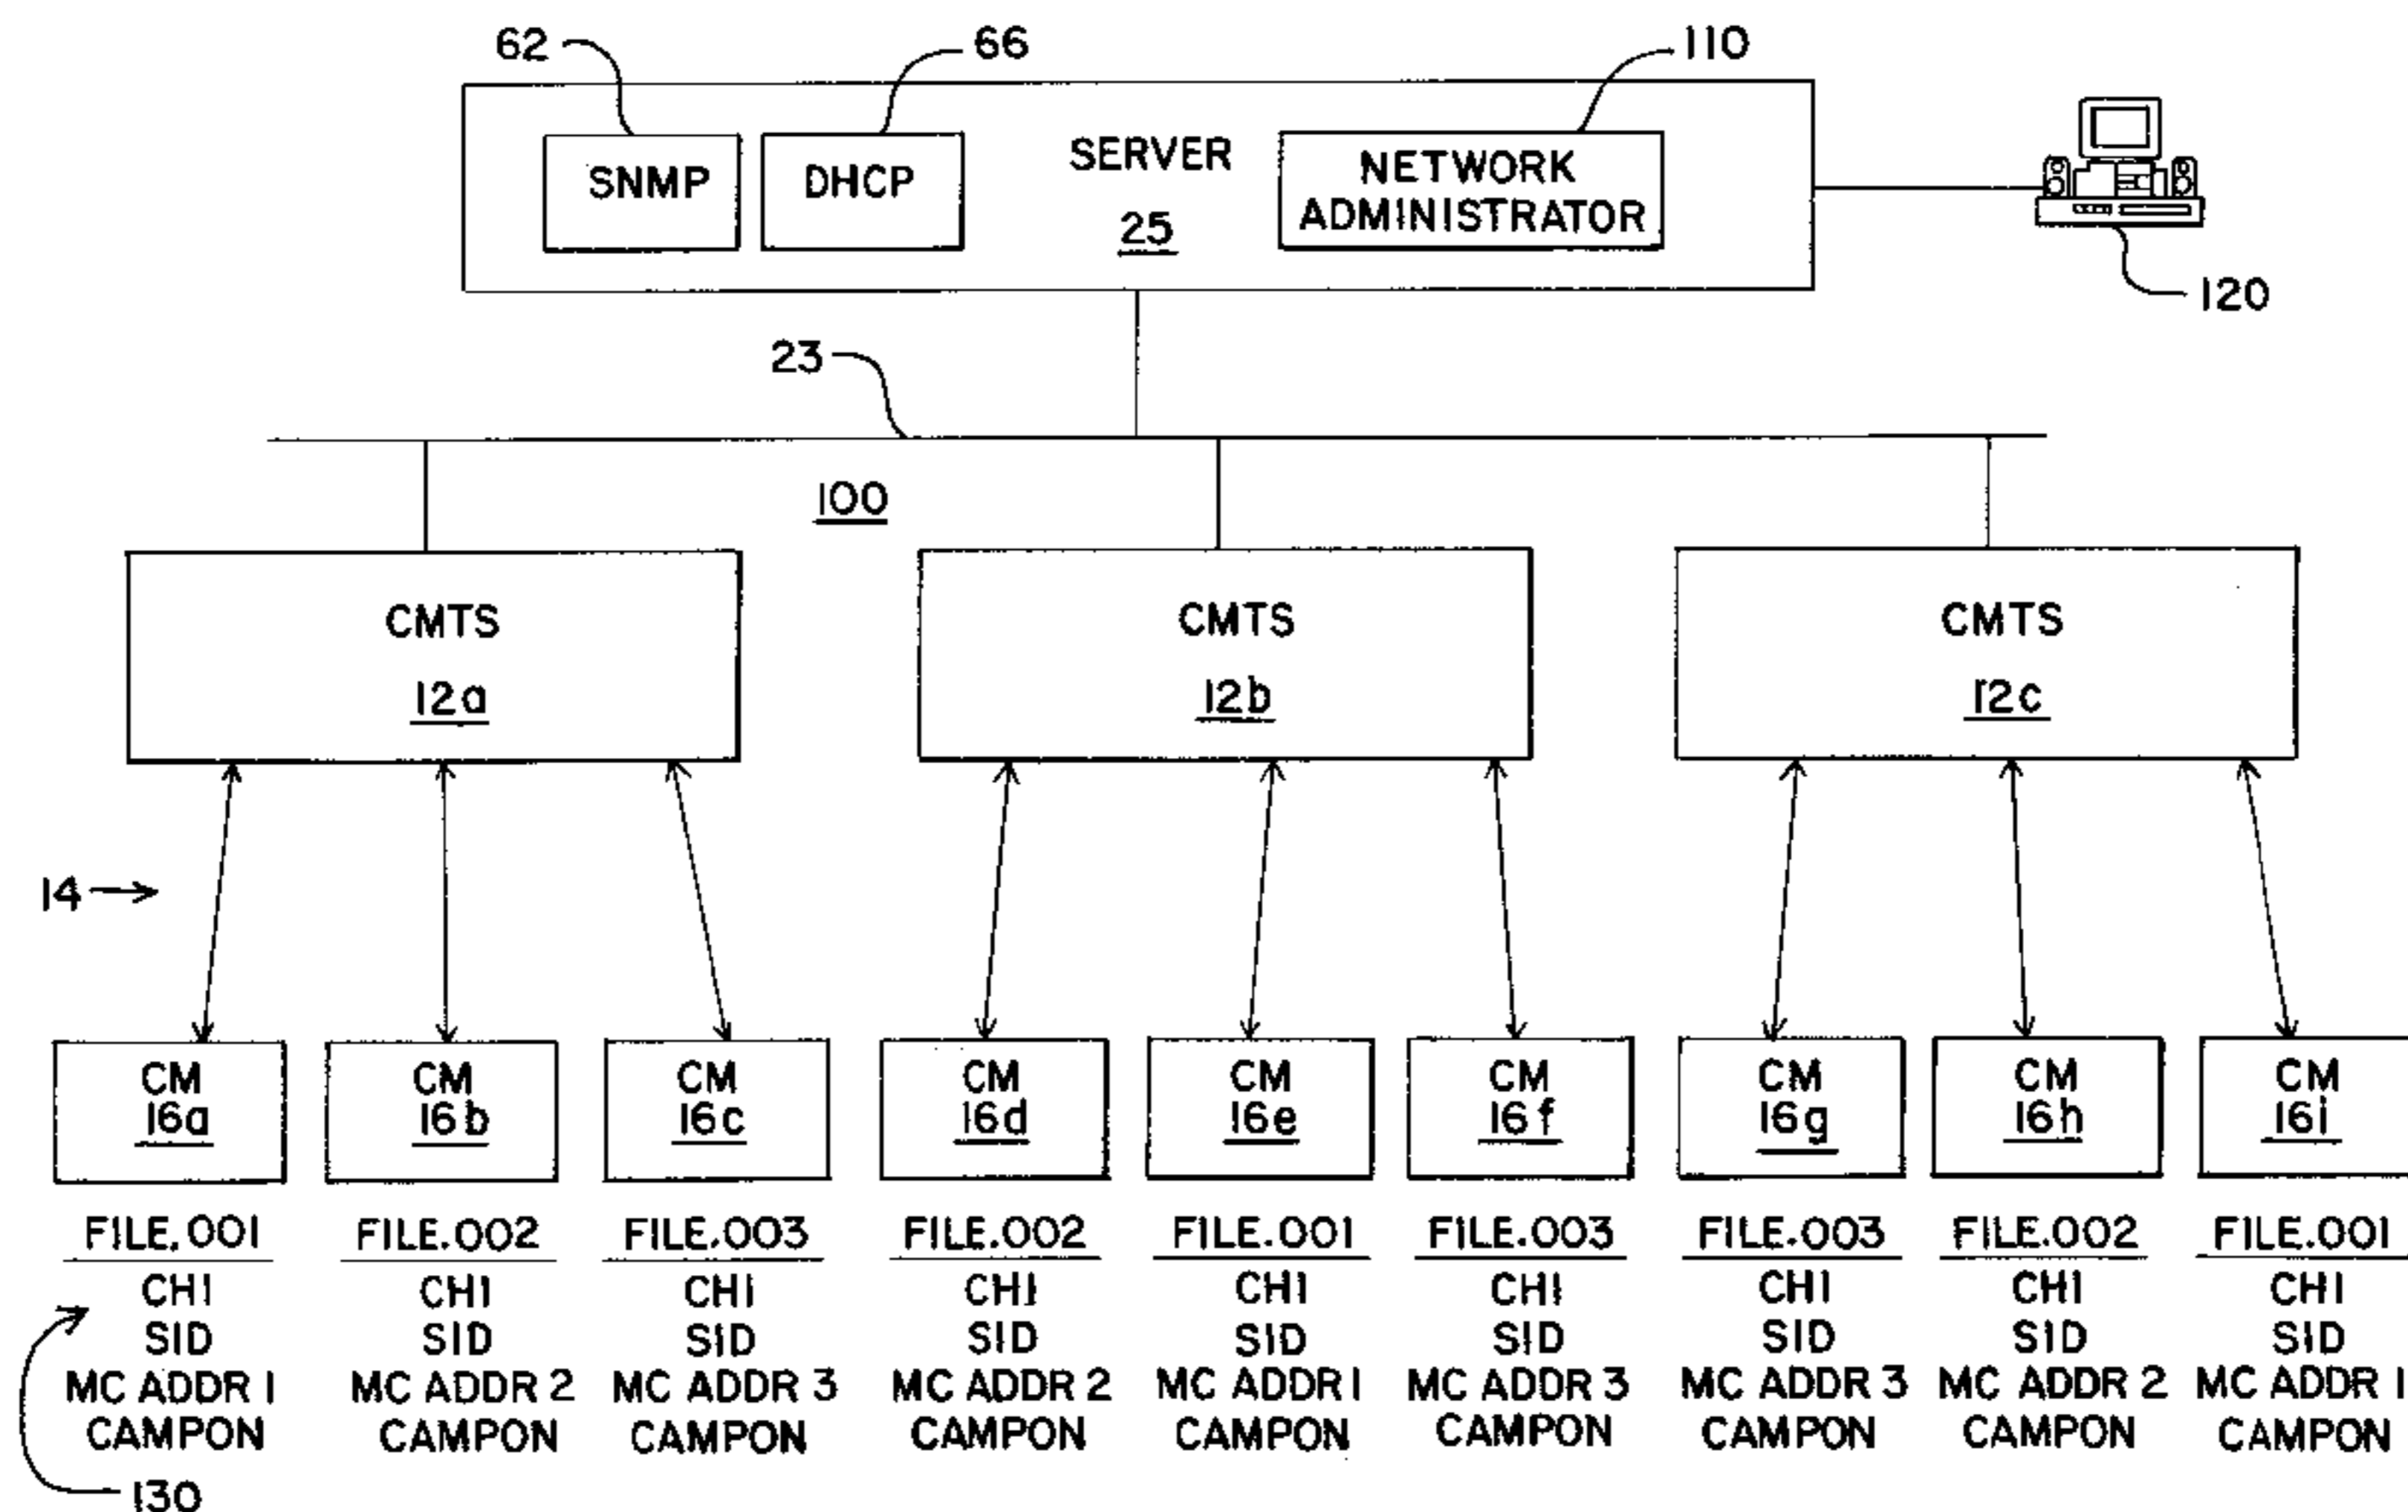 62
66
110
SNMP
DHCP
SERVER
25
NETWORK
ADMINISTRATOR
120
23
100
CMTS
12a
CMTS
12b
CMTS
12c
14
CM
16a
CM
16b
CM
16c
CM
16d
CM
16e
CM
16f
CM
16g
CM
16h
CM
16i
FILE.001
CH1
SID
MC ADDR 1
CAMPON
FILE.002
CH1
SID
MC ADDR 2
CAMPON
FILE.003
CH1
SID
MC ADDR 3
CAMPON
FILE.002
CH1
SID
MC ADDR 2
CAMPON
FILE.001
CH1
SID
MC ADDR 1
CAMPON
FILE.003
CH1
SID
MC ADDR 3
CAMPON
FILE.003
CH1
SID
MC ADDR 3
CAMPON
FILE.002
CH1
SID
MC ADDR 2
CAMPON
FILE.001
CH1
SID
MC ADDR 1
CAMPON
130